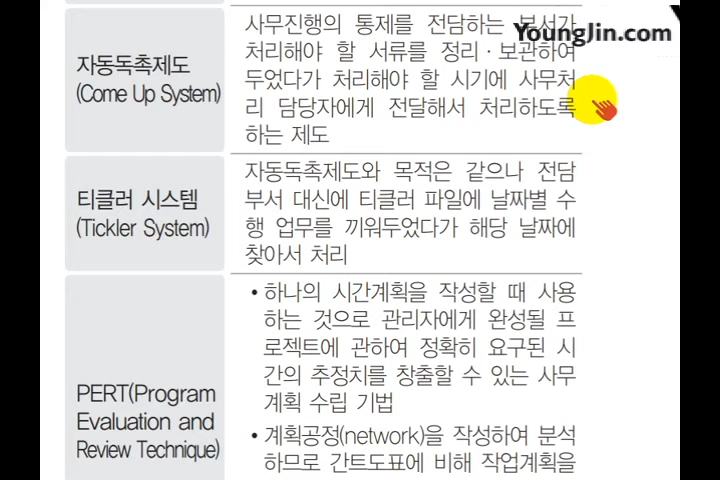 YoungJin.com
자동독촉제도
(Come Up System)
사무진행의 통제를 전담하는 부서가
처리해야 할 서류를 정리·보관하여
두었다가 처리해야 할 시기에 사무처
리 담당자에게 전달해서 처리하도록
하는 제도
티클러 시스템
(Tickler System)
자동독촉제도와 목적은 같으나 전담
부서 대신에 티클러 파일에 날짜별 수
행 업무를 끼워두었다가 해당 날짜에
찾아서 처리
PERT(Program
Evaluation and
Review Technique)
• 하나의 시간계획을 작성할 때 사용
하는 것으로 관리자에게 완성될 프
로젝트에 관하여 정확히 요구된 시
간의 추정치를 창출할 수 있는 사무
계획 수립 기법
• 계획공정(network)을 작성하여 분석
하므로 간트도표에 비해 작업계획을